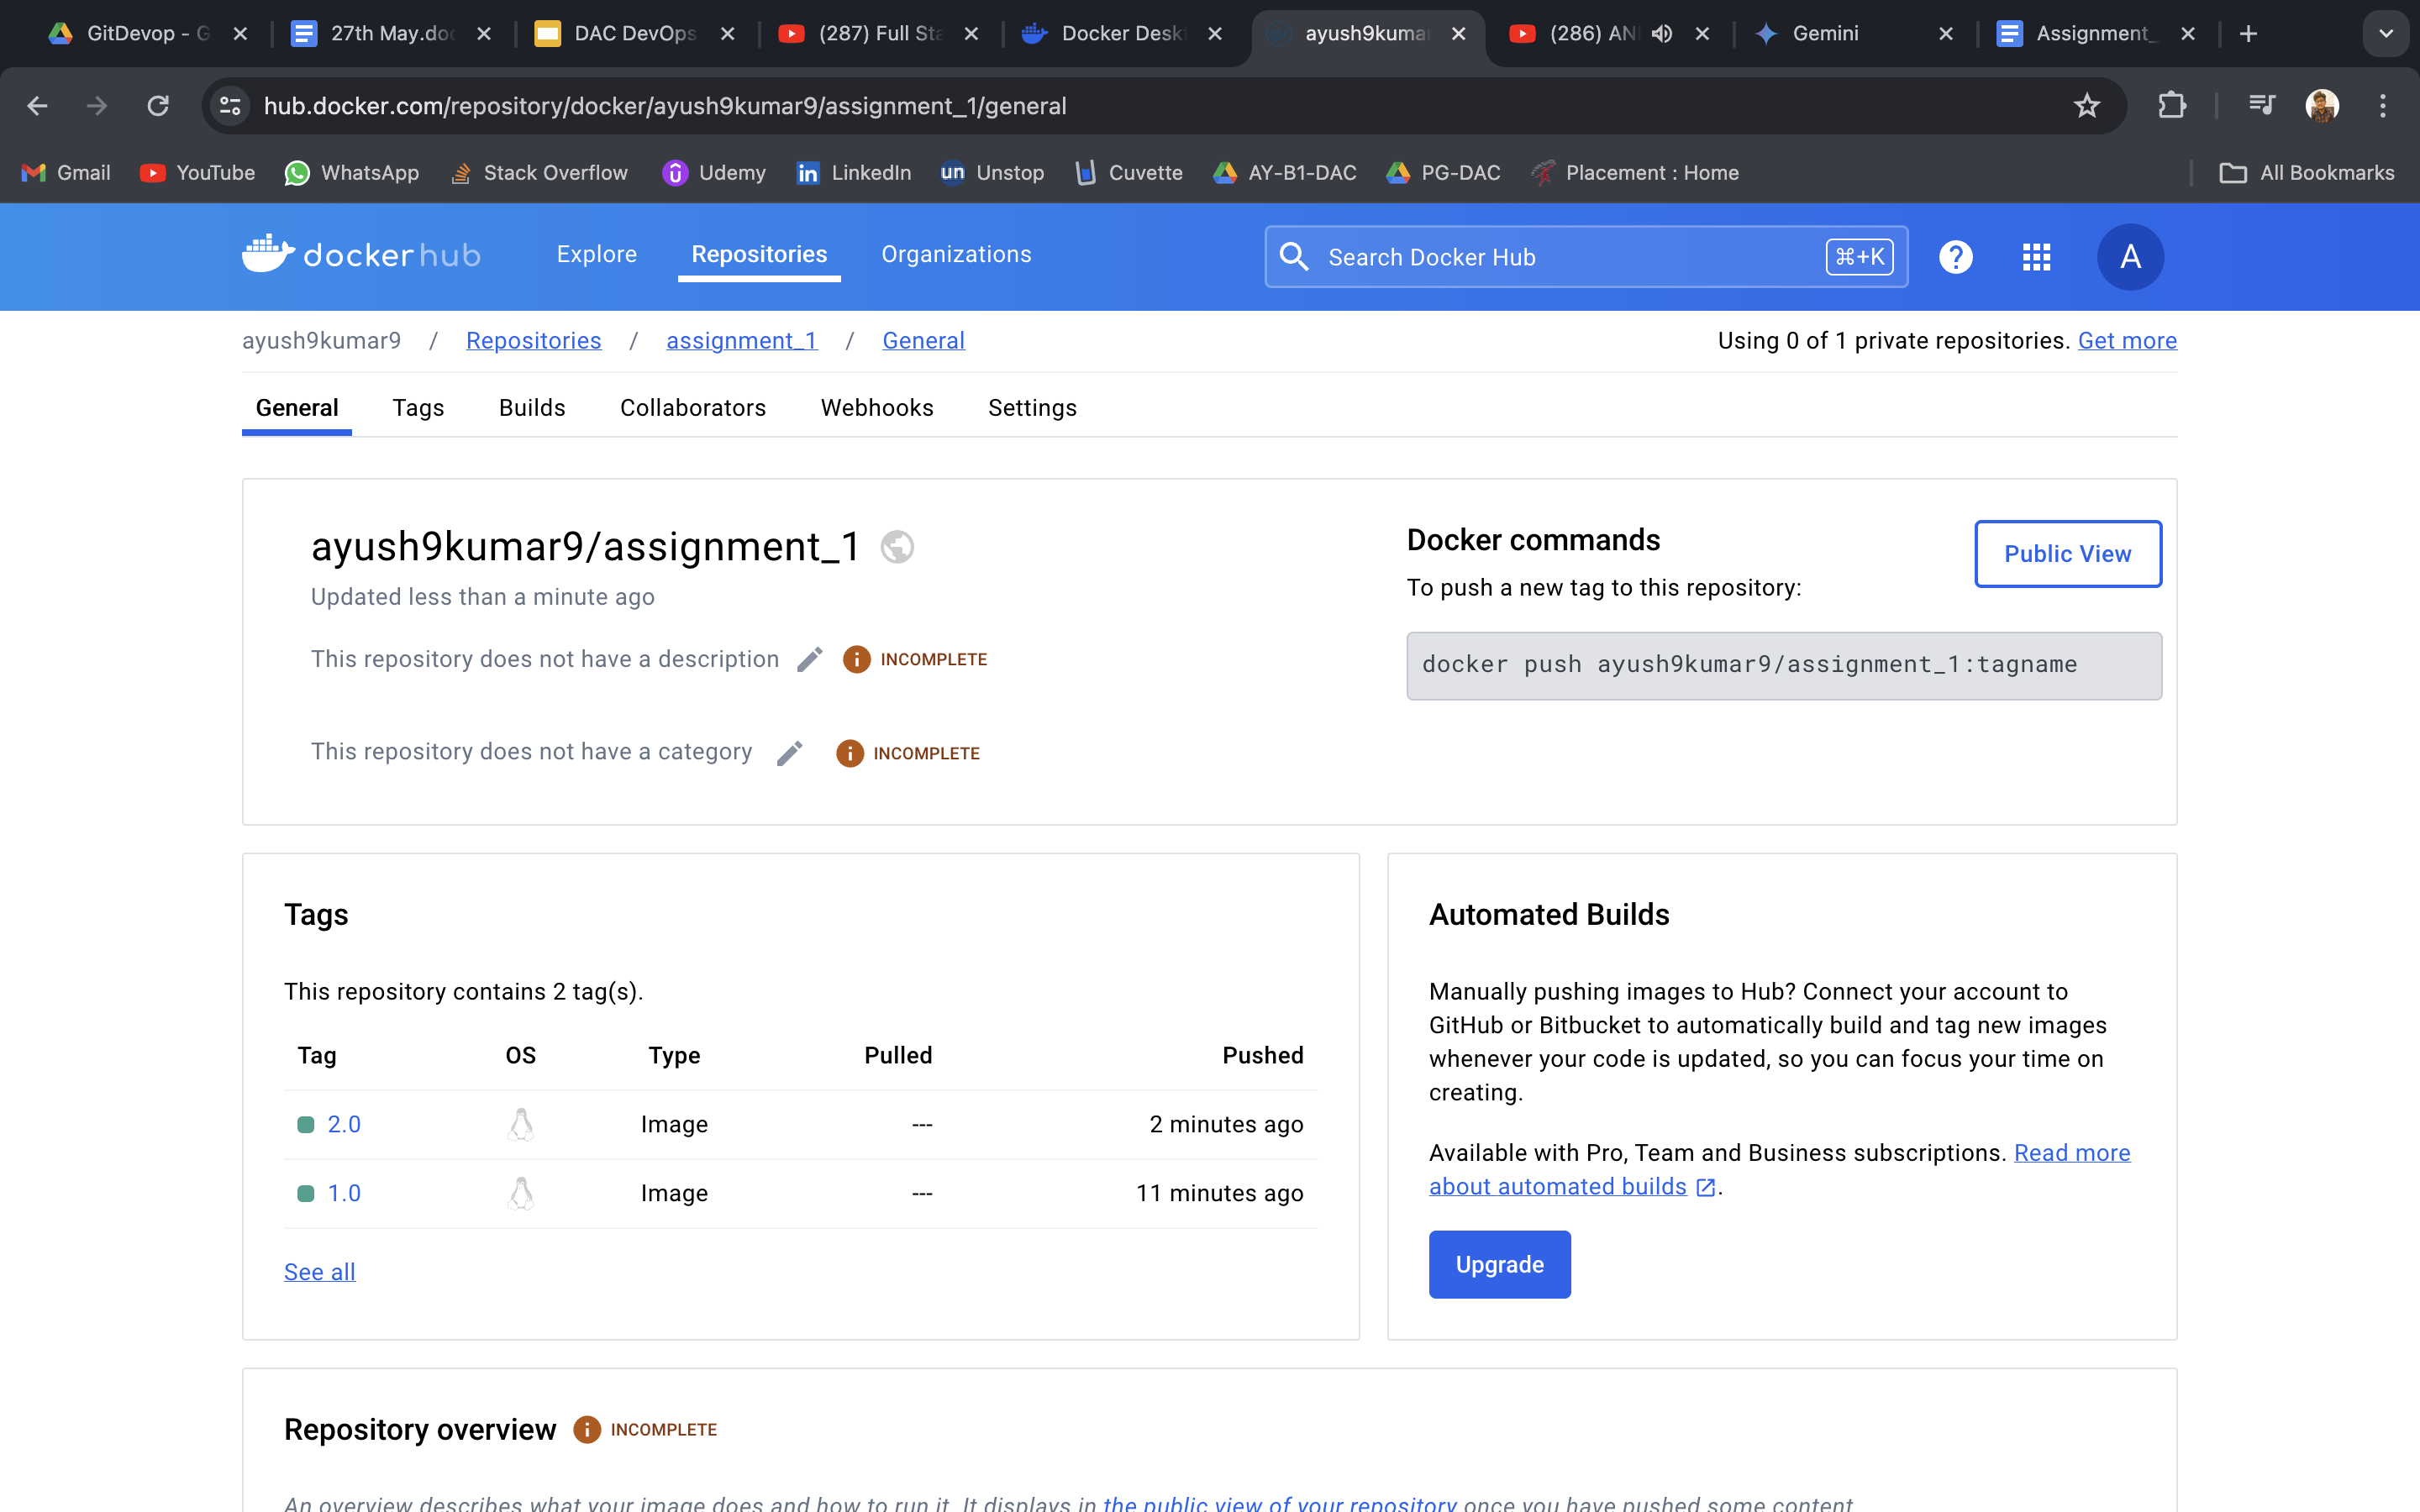 GitDevop - G
27th May.doc
DAC DevOps
(287) Full Sta
Docker Desk
ayush9kumar
(286) AN
Gemini
Assignment_
hub.docker.com/repository/docker/ayush9kumar9/assignment_1/general
Gmail
YouTube
WhatsApp
Stack Overflow
Udemy
LinkedIn
Unstop
Cuvette
AY-B1-DAC
PG-DAC
Placement : Home
All Bookmarks
dockerhub
Explore
Repositories
Organizations
Search Docker Hub
⌘+K
A
ayush9kumar9 / Repositories / assignment_1 / General
Using 0 of 1 private repositories. Get more
General
Tags
Builds
Collaborators
Webhooks
Settings
ayush9kumar9/assignment_1
Updated less than a minute ago
This repository does not have a description
INCOMPLETE
This repository does not have a category
INCOMPLETE
Docker commands
Public View
To push a new tag to this repository:
docker push ayush9kumar9/assignment_1:tagname
Tags
This repository contains 2 tag(s).
Tag OS Type Pulled Pushed
2.0 Image --- 2 minutes ago
1.0 Image --- 11 minutes ago
See all
Automated Builds
Manually pushing images to Hub? Connect your account to
GitHub or Bitbucket to automatically build and tag new images
whenever your code is updated, so you can focus your time on
creating.
Available with Pro, Team and Business subscriptions. Read more
about automated builds.
Upgrade
Repository overview
INCOMPLETE
An overview describes what your image does and how to run it. It displays in the public view of your repository once you have pushed some content